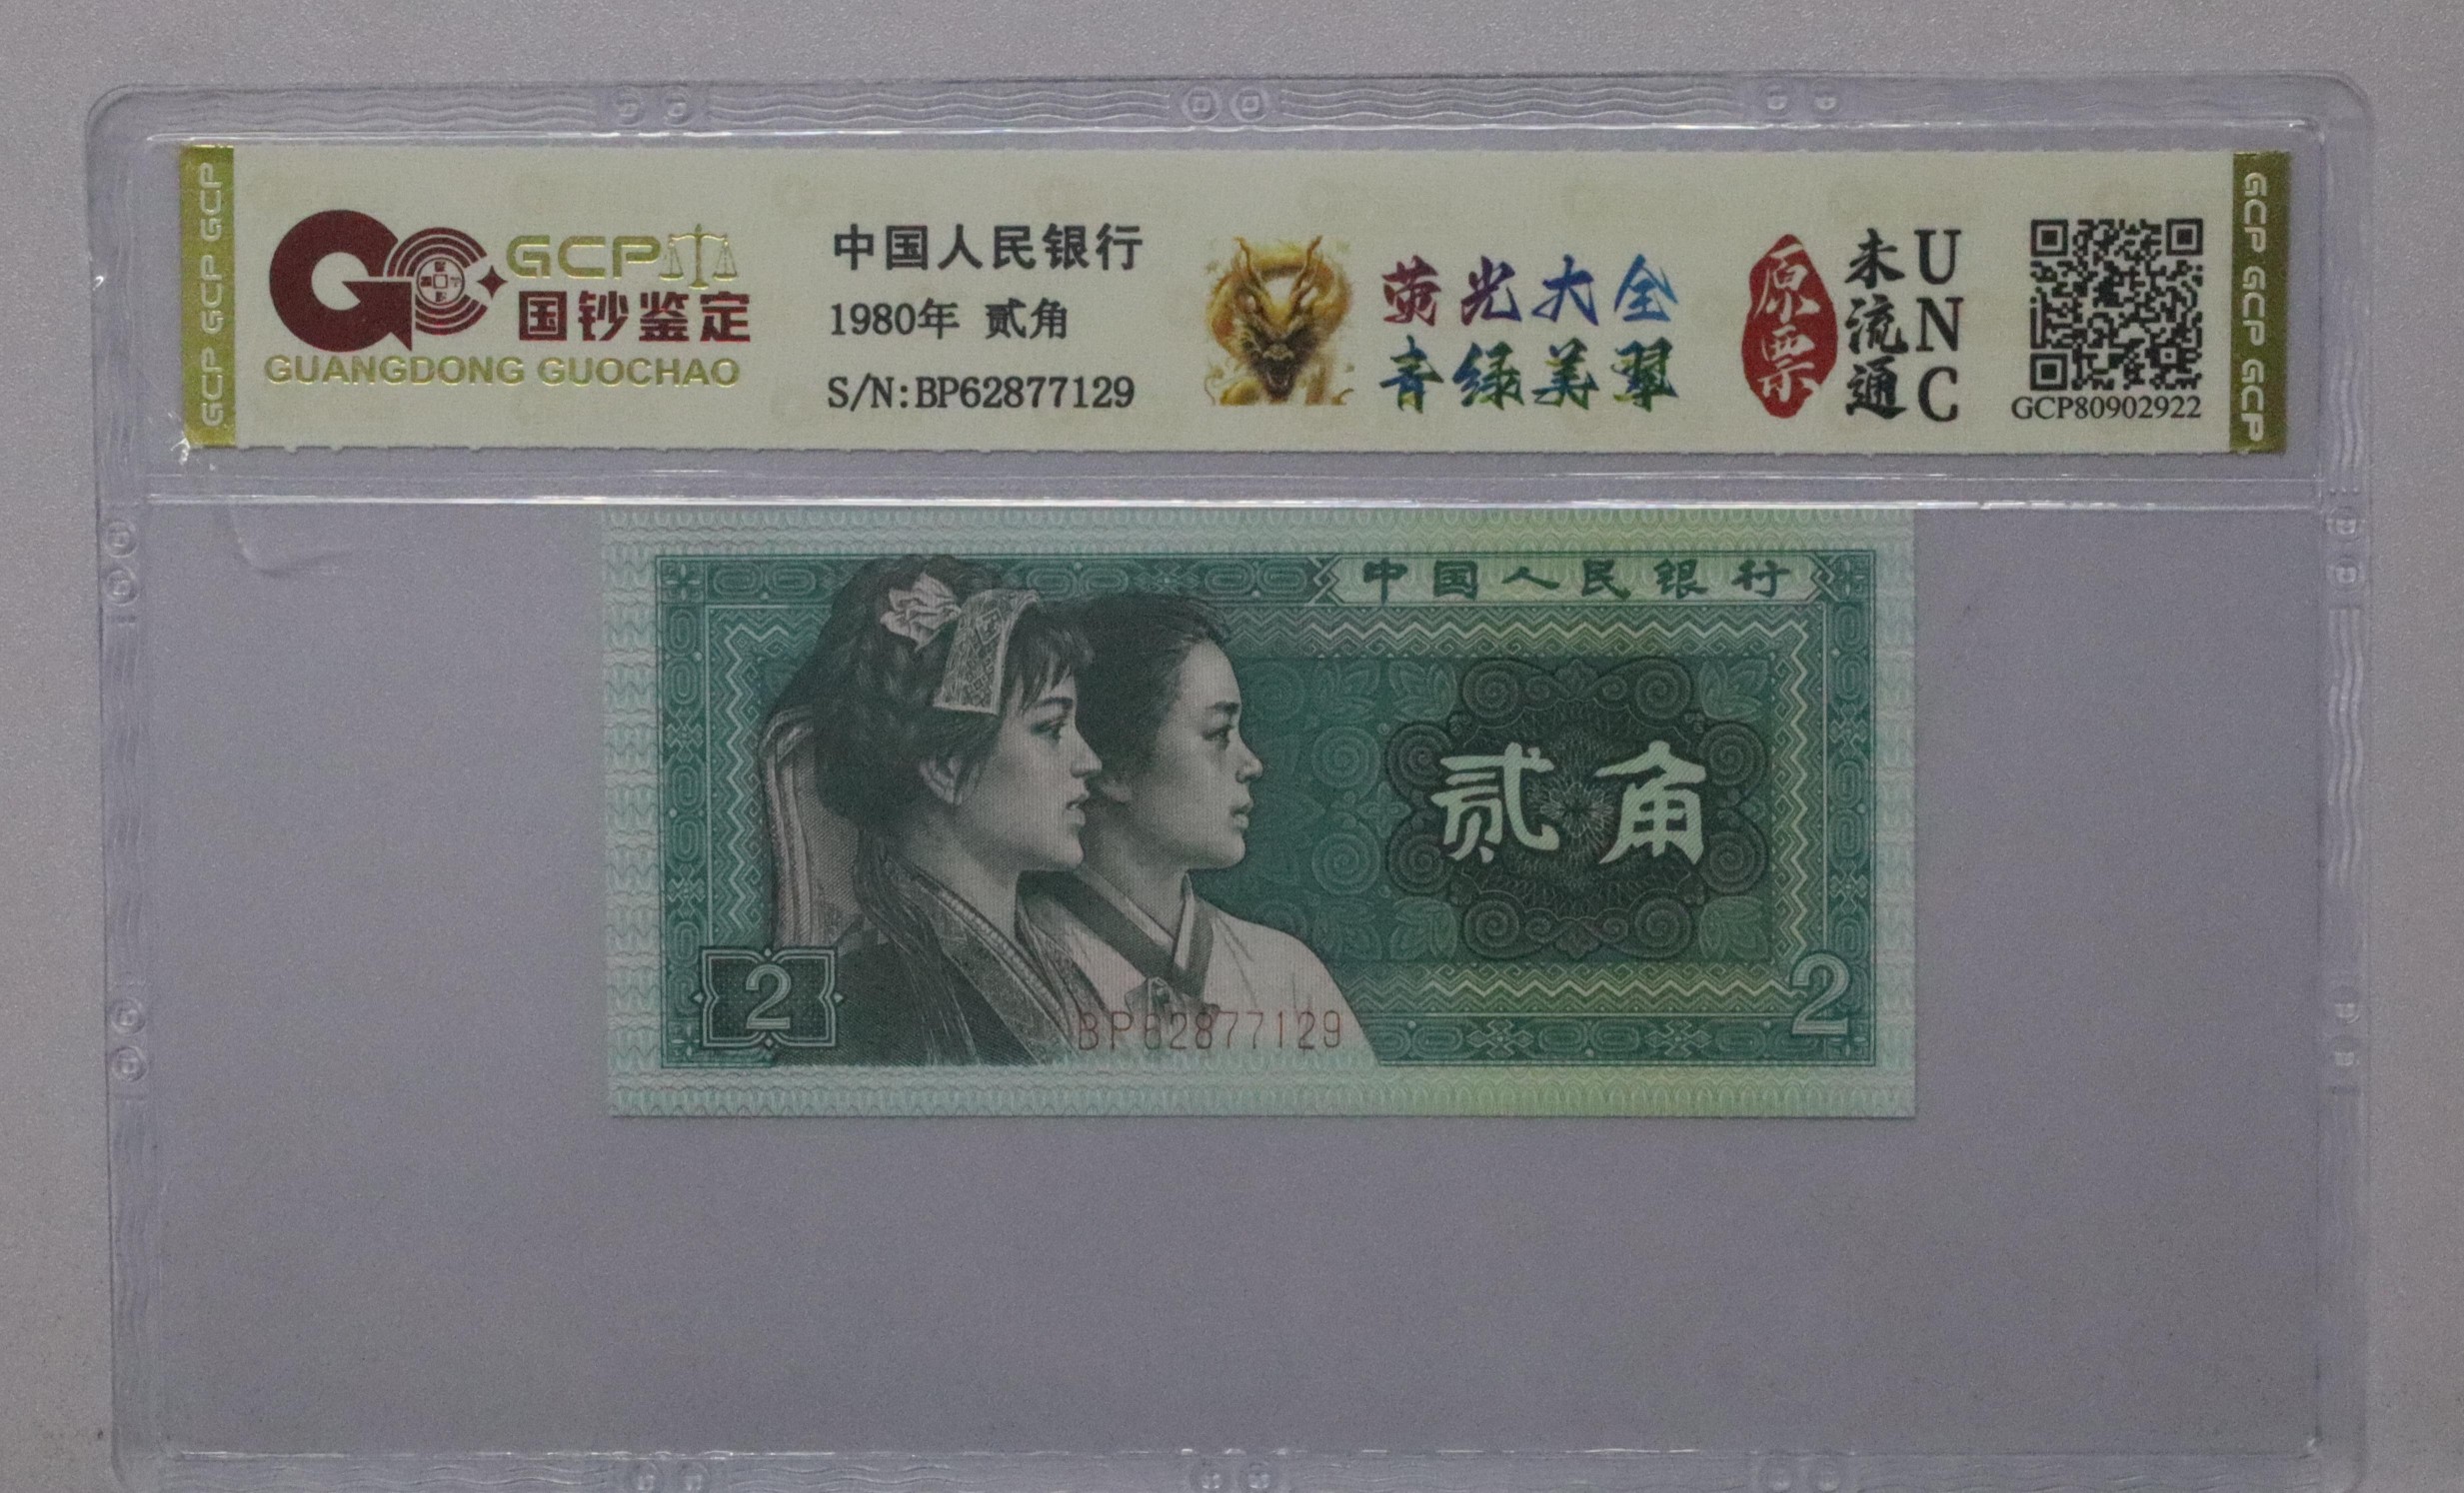 GCP GCP GCP
GCP
国钞鉴定
GUANGDONG GUOCHAO
中国人民银行
1980年 贰角
S/N:BP62877129
荧光大全
青绿美翠
原票
未流通
UNC
GCP80902922
GCP GCP GCP
中国人民银行
贰角
2
2
BP62877129